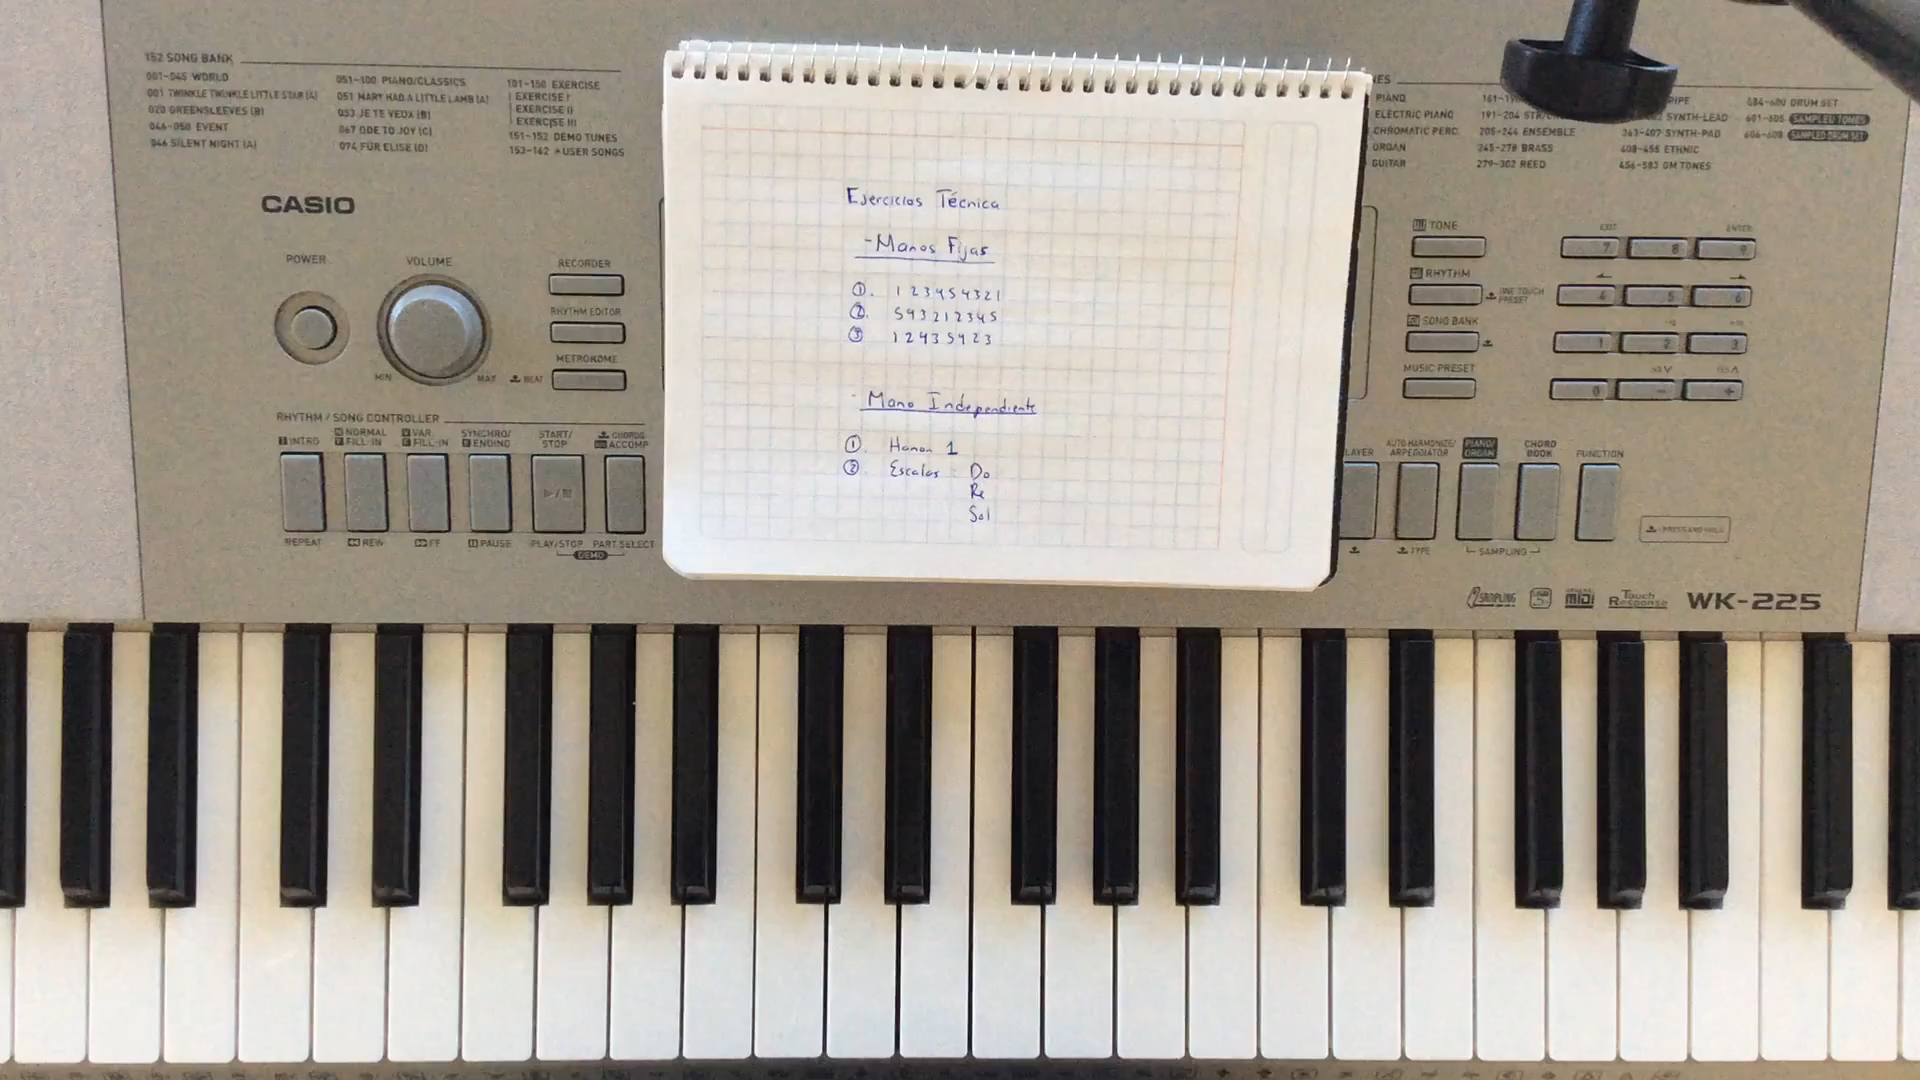 152 SONG BANK
001-045 WORLD
001 TWINKLE TWINKLE LITTLE STAR (A)
020 GREENSLEEVES (B)
046-050 EVENT
046 SILENT NIGHT (A)
051-100 PIANO/CLASSICS
051 MARY HAD A LITTLE LAMB (A)
053 JE TE VEUX (B)
067 ODE TO JOY (C)
074 FÜR ELISE (D)
101-150 EXERCISE
EXERCISE I
EXERCISE II
EXERCISE III
151-152 DEMO TUNES
153-162 *USER SONGS
CASIO
POWER
VOLUME
MIN
MAX
RECORDER
RHYTHM EDITOR
METRONOME
BEAT
RHYTHM / SONG CONTROLLER
INTRO
NORMAL FILL-IN
VAR. FILL-IN
SYNCHRO/ ENDING
START/ STOP
CHORDS ACCOMP
REPEAT
REW
FF
PAUSE
PLAY/STOP
PART SELECT
DEMO
Ejercicios Técnica
- Manos Fijas
① . 1 2 3 4 5 4 3 2 1
② . 5 4 3 2 1 2 3 4 5
③ 1 2 4 3 5 4 2 3
- Mano Independiente
① . Hanon 1
② . Escalas : Do
Re
Sol
PIANO
ELECTRIC PIANO
CHROMATIC PERC.
ORGAN
GUITAR
191-204
205-244 ENSEMBLE
245-278 BRASS
279-302 REED
SYNTH-LEAD
SYNTH-PAD
408-455 ETHNIC
456-583 GM TONES
DRUM SET
601-605 SAMPLED TONES
606-608 SAMPLED DRUM SET
TONE
RHYTHM
ONE TOUCH PRESET
SONG BANK
MUSIC PRESET
EXIT
ENTER
7 8 9
4 5 6
1 2 3
0 - +
LAYER
AUTO HARMONIZE/ ARPEGGIATOR
PIANO/ ORGAN
CHORD BOOK
FUNCTION
TYPE
SAMPLING
PRESS AND HOLD
SAMPLING
MIDI
Touch Response
WK-225